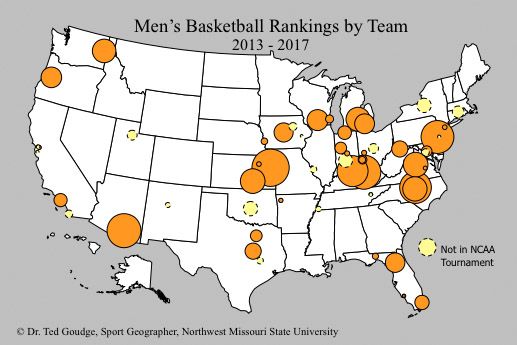 Men's Basketball Rankings by Team
2013 - 2017
Not in NCAA
Tournament
© Dr. Ted Goudge, Sport Geographer, Northwest Missouri State University